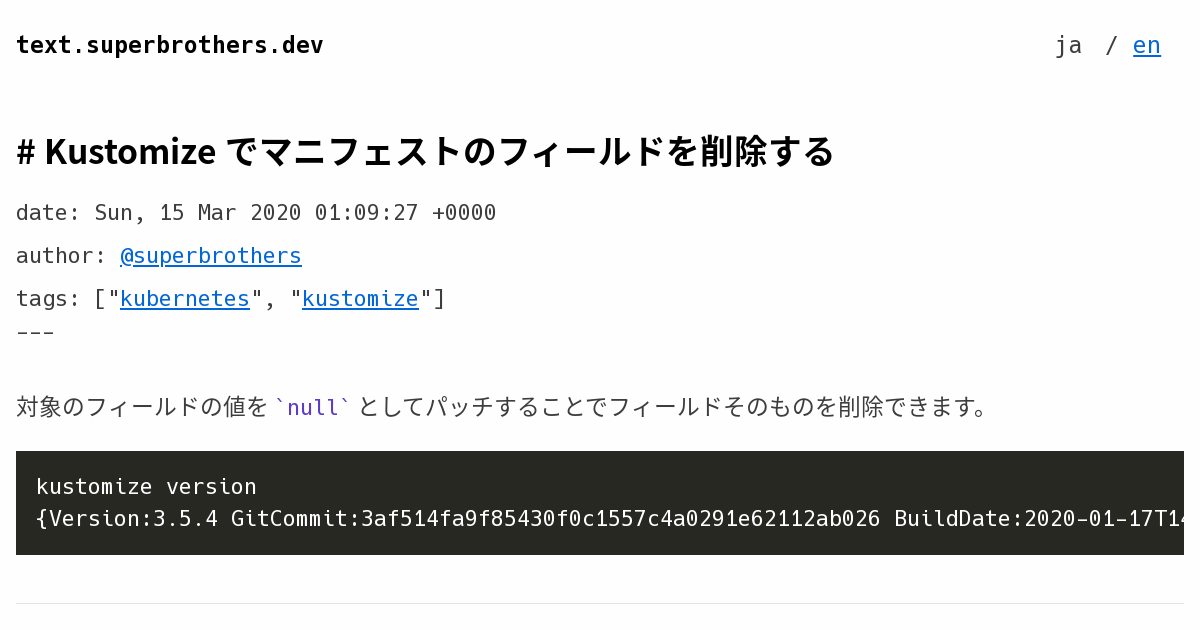 text.superbrothers.dev
ja / en
# Kustomize でマニフェストのフィールドを削除する
date: Sun, 15 Mar 2020 01:09:27 +0000
author: @superbrothers
tags: ["kubernetes", "kustomize"]
---
対象のフィールドの値を `null` としてパッチすることでフィールドそのものを削除できます。
kustomize version
{Version:3.5.4 GitCommit:3af514fa9f85430f0c1557c4a0291e62112ab026 BuildDate:2020-01-17T14